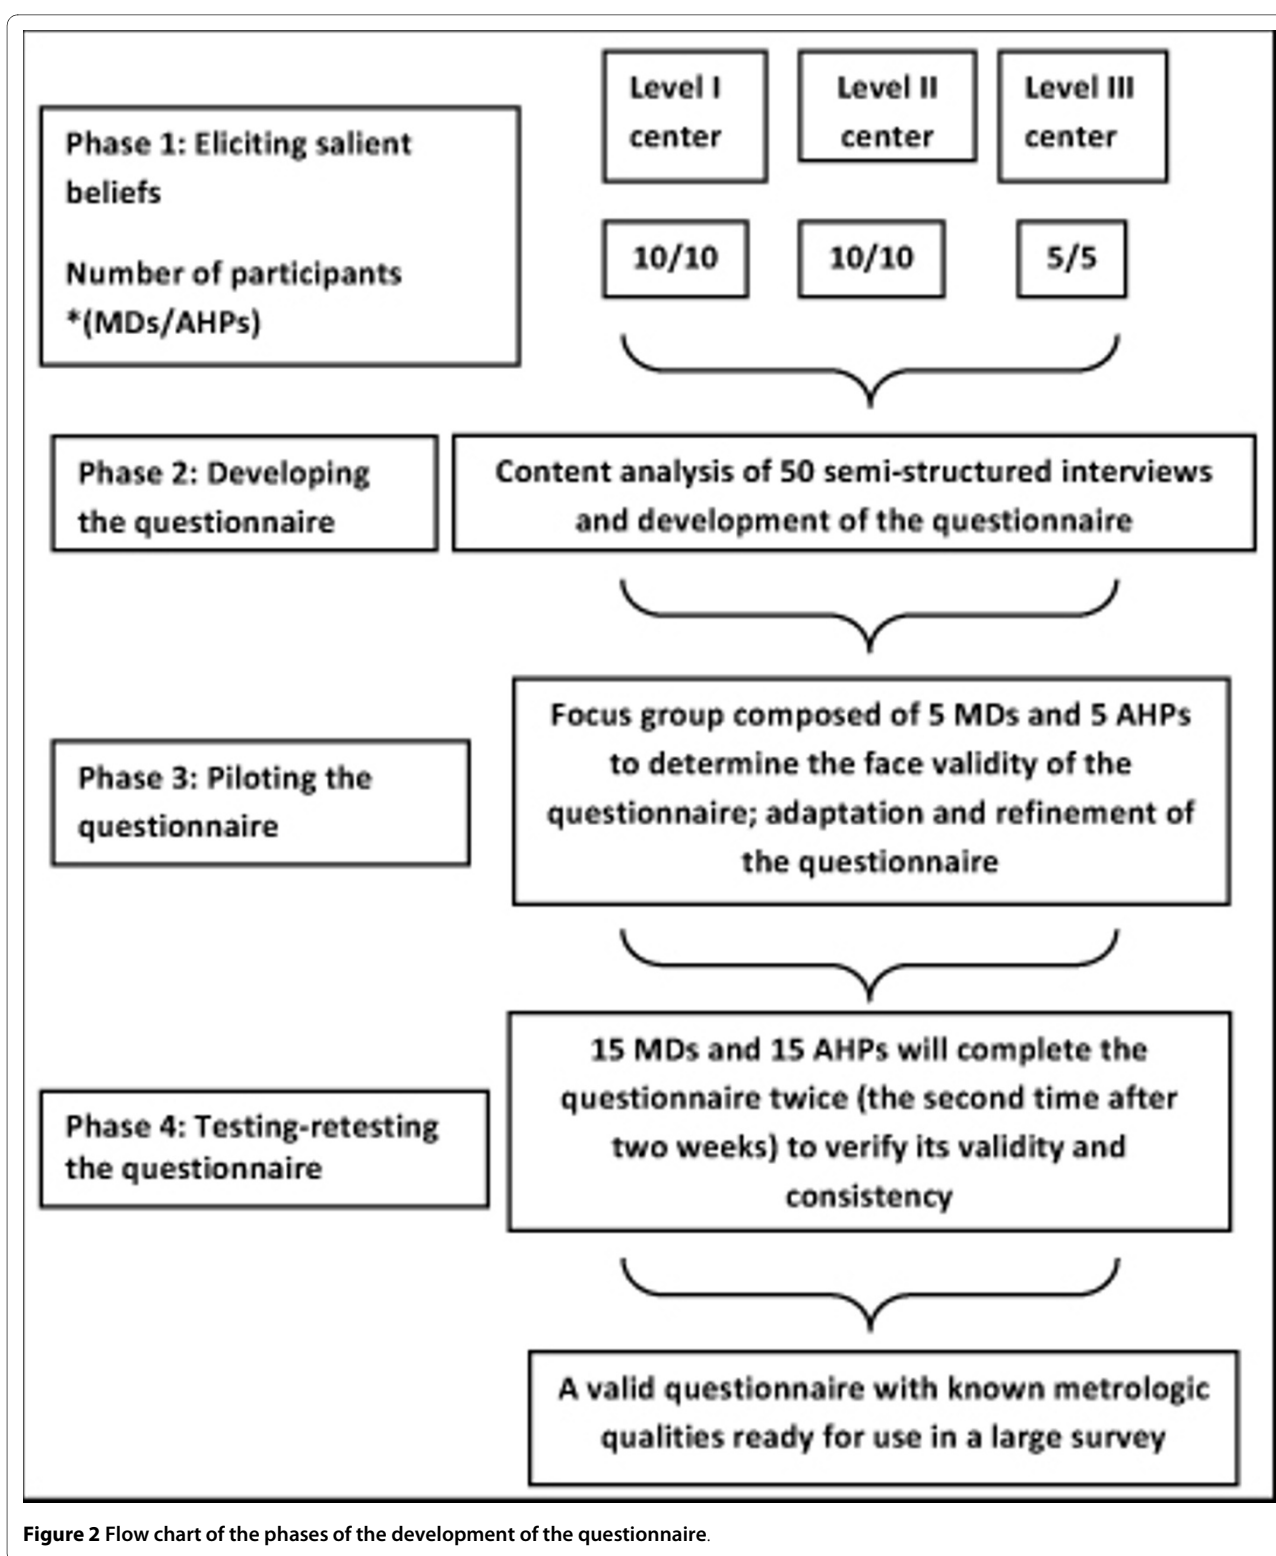 Level I
center
Level II
center
Level III
center
Phase 1: Eliciting salient
beliefs
Number of participants
*(MDs/AHPs)
10/10
10/10
5/5
Phase 2: Developing
the questionnaire
Content analysis of 50 semi-structured interviews
and development of the questionnaire
Phase 3: Piloting the
questionnaire
Focus group composed of 5 MDs and 5 AHPs
to determine the face validity of the
questionnaire; adaptation and refinement of
the questionnaire
Phase 4: Testing-retesting
the questionnaire
15 MDs and 15 AHPs will complete the
questionnaire twice (the second time after
two weeks) to verify its validity and
consistency
A valid questionnaire with known metrologic
qualities ready for use in a large survey
Figure 2 Flow chart of the phases of the development of the questionnaire.